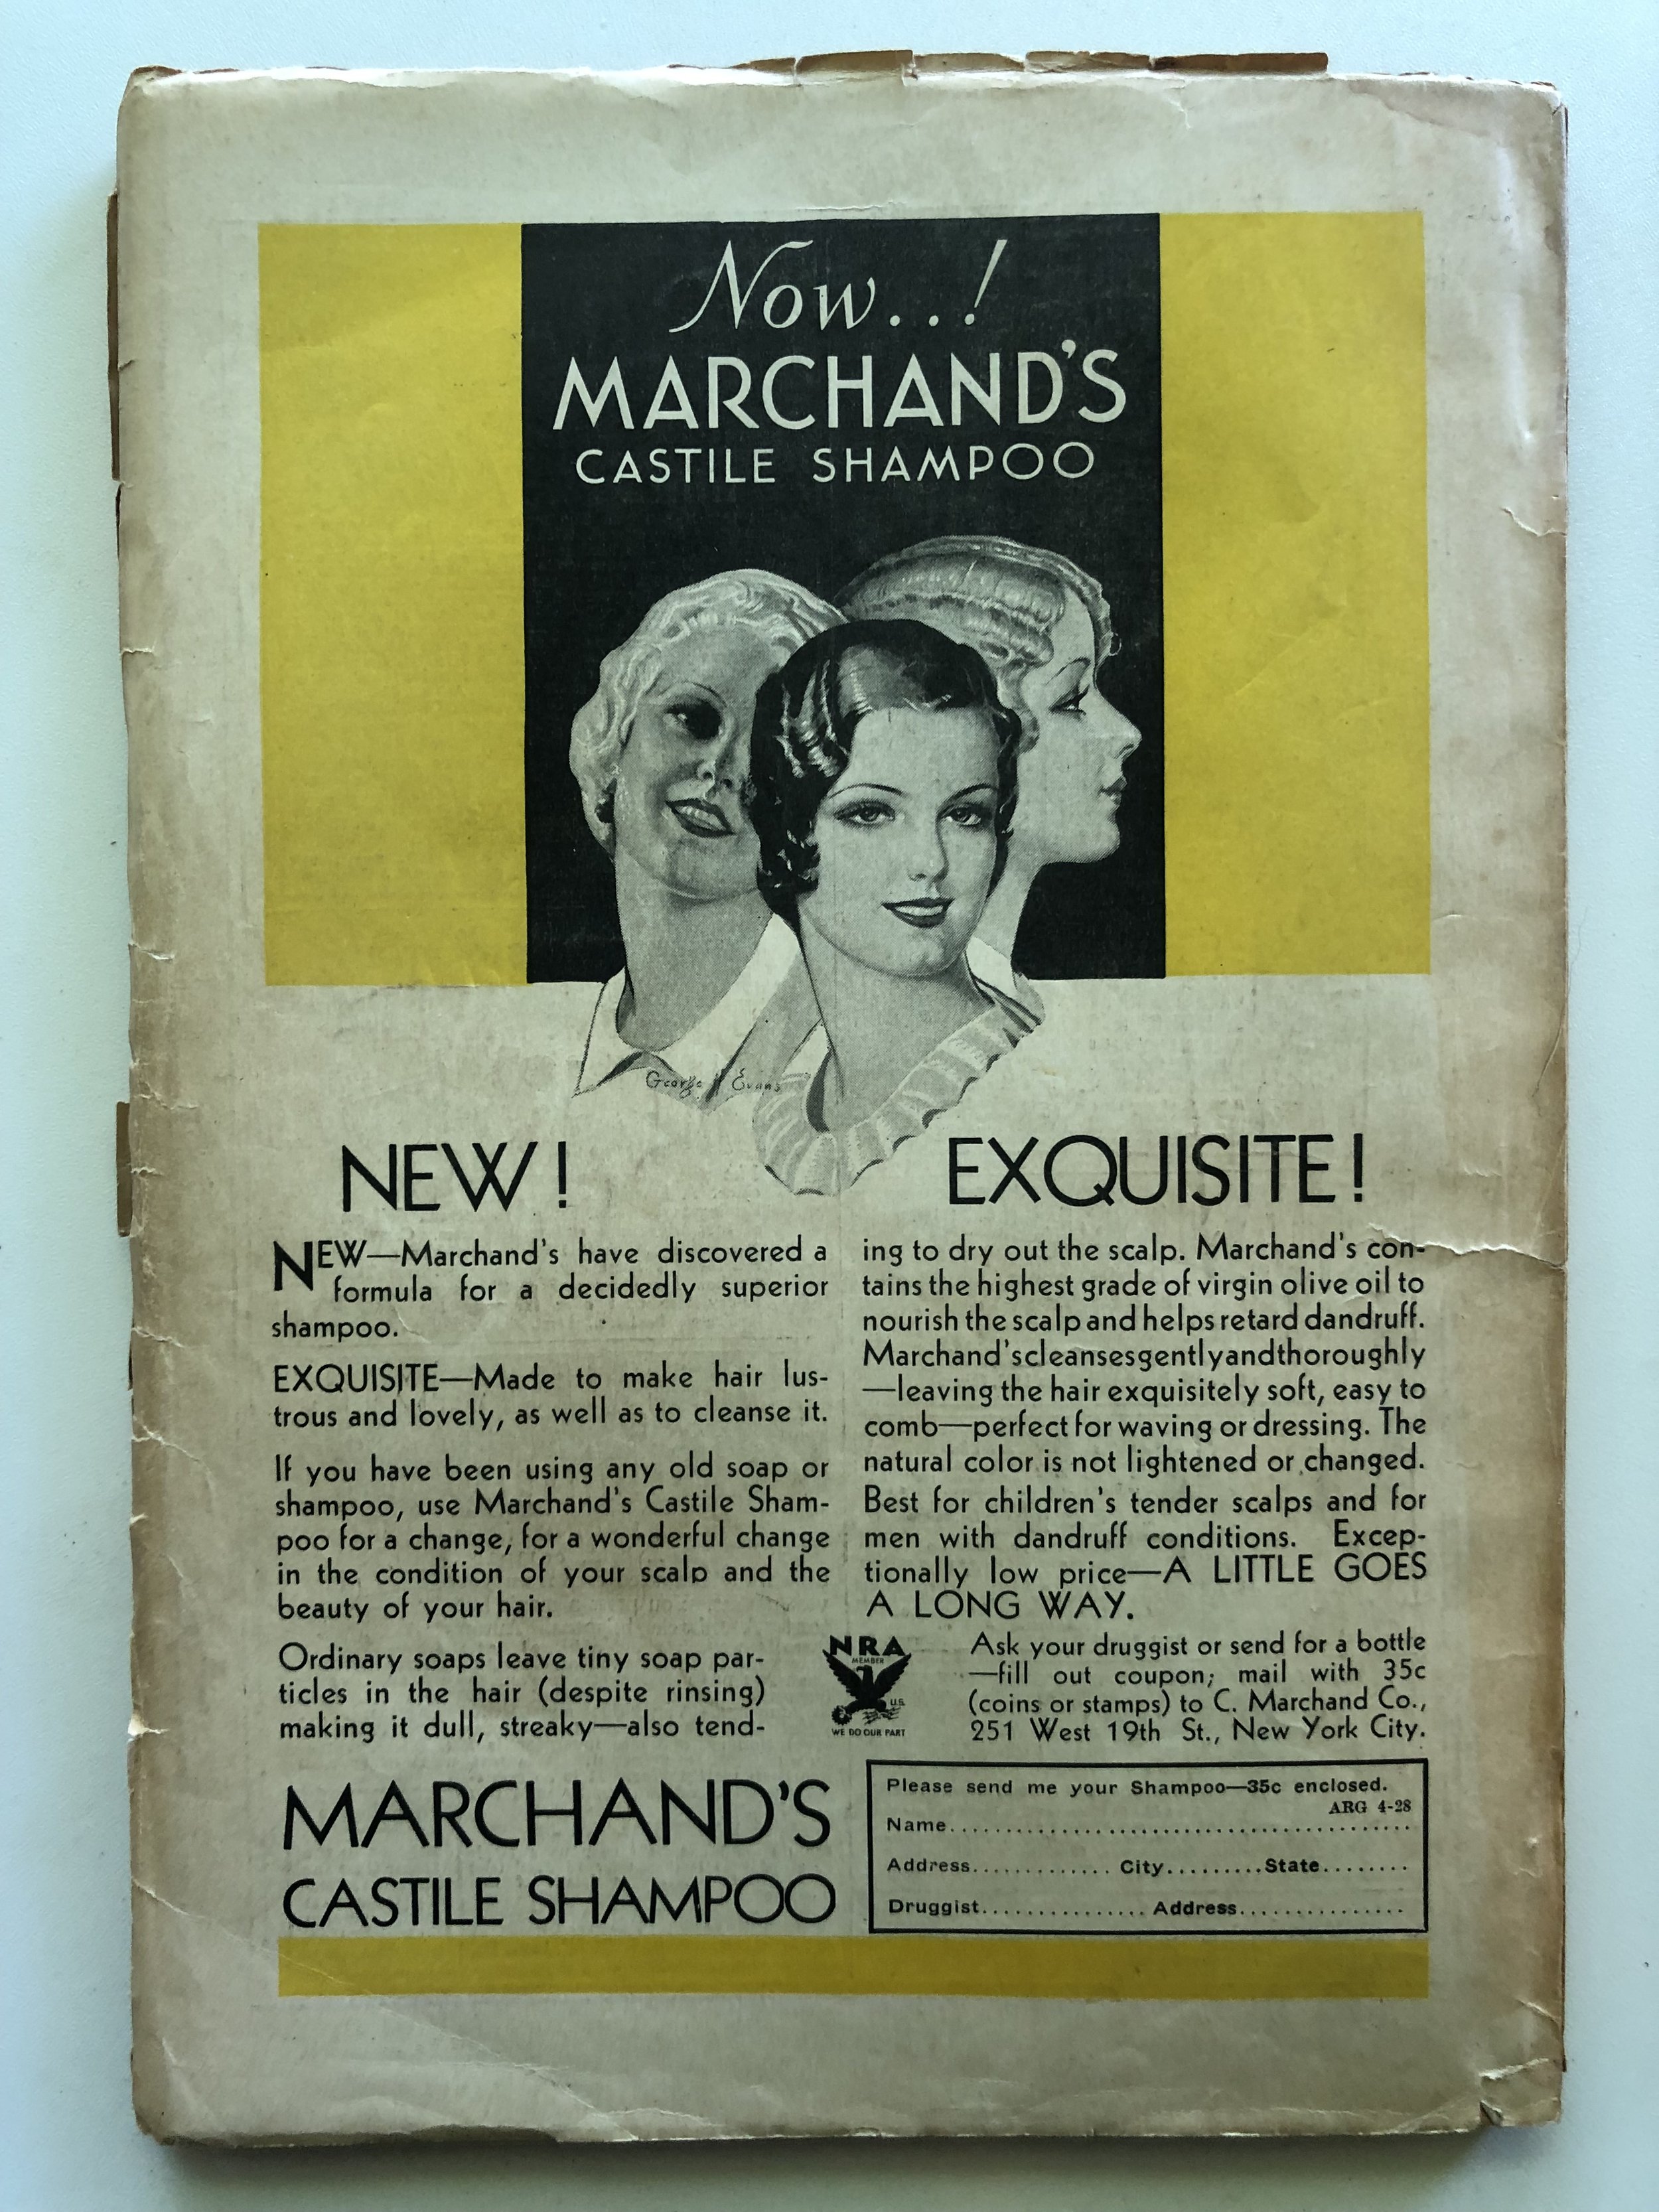 Now..!
MARCHAND'S
CASTILE SHAMPOO
George Evans
NEW!
EXQUISITE!
NEW—Marchand's have discovered a
formula for a decidedly superior
shampoo.
EXQUISITE—Made to make hair lus-
trous and lovely, as well as to cleanse it.
If you have been using any old soap or
shampoo, use Marchand's Castile Sham-
poo for a change, for a wonderful change
in the condition of your scalp and the
beauty of your hair.
Ordinary soaps leave tiny soap par-
ticles in the hair (despite rinsing)
making it dull, streaky—also tend-
ing to dry out the scalp. Marchand's con-
tains the highest grade of virgin olive oil to
nourish the scalp and helps retard dandruff.
Marchand's cleanses gently and thoroughly
—leaving the hair exquisitely soft, easy to
comb—perfect for waving or dressing. The
natural color is not lightened or changed.
Best for children's tender scalps and for
men with dandruff conditions. Excep-
tionally low price—A LITTLE GOES
A LONG WAY.
NRA
MEMBER
U.S.
WE DO OUR PART
Ask your druggist or send for a bottle
—fill out coupon; mail with 35c
(coins or stamps) to C. Marchand Co.,
251 West 19th St., New York City.
MARCHAND'S
CASTILE SHAMPOO
Please send me your Shampoo—35c enclosed.
ARG 4-28
Name........................................
Address............. City.........State........
Druggist............... Address...............